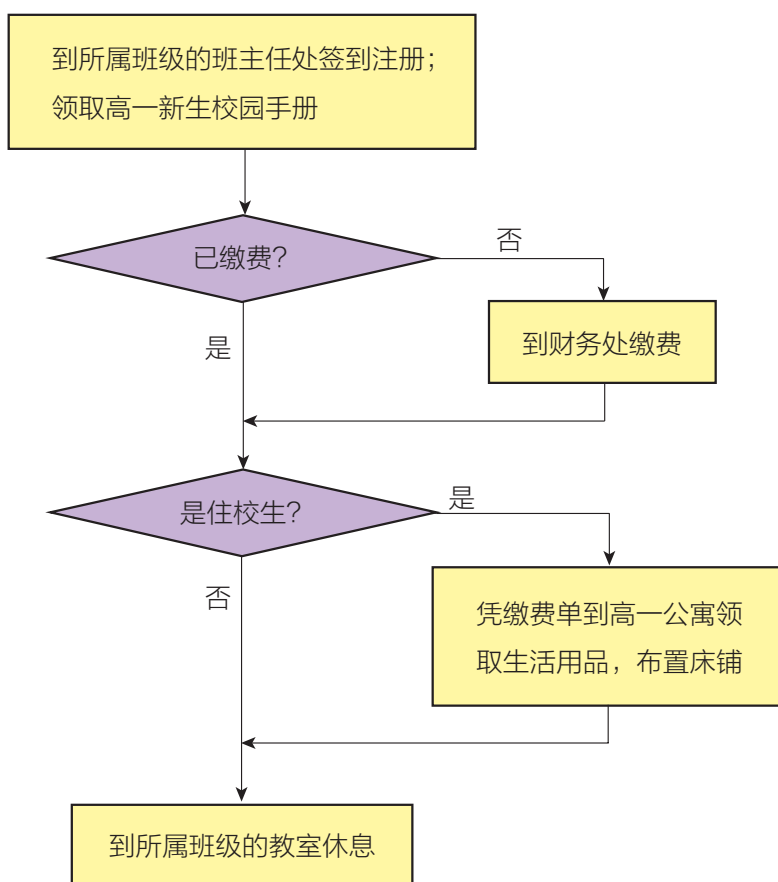 到所属班级的班主任处签到注册；
领取高一新生校园手册
已缴费？
否
是
到财务处缴费
是住校生？
是
否
凭缴费单到高一公寓领
取生活用品，布置床铺
到所属班级的教室休息